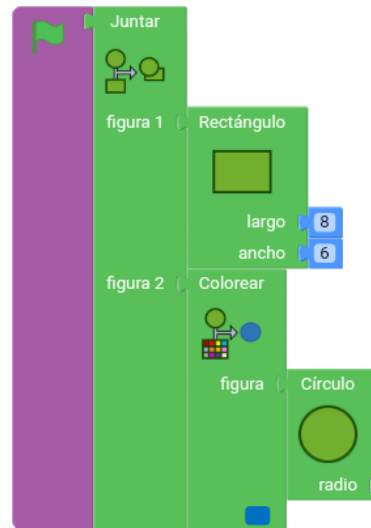 Juntar
figura 1
Rectángulo
largo 8
ancho 6
figura 2
Colorear
figura
Círculo
radio